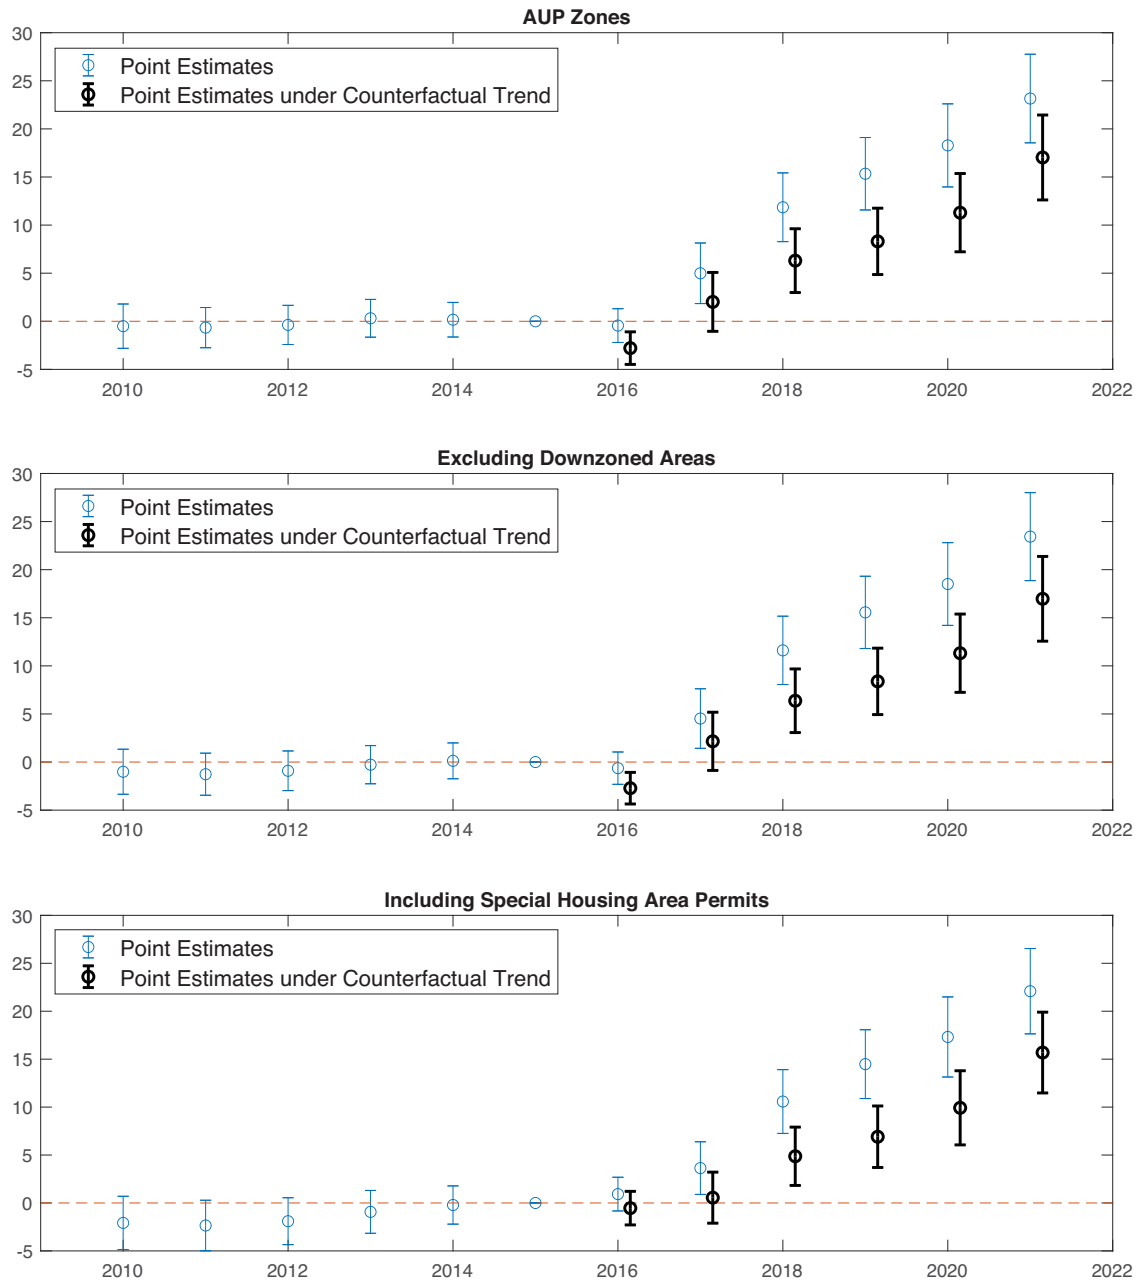 AUP Zones
30
25
20
15
10
5
0
-5
Point Estimates
Point Estimates under Counterfactual Trend
2010 2012 2014 2016 2018 2020 2022
Excluding Downzoned Areas
30
25
20
15
10
5
0
-5
Point Estimates
Point Estimates under Counterfactual Trend
2010 2012 2014 2016 2018 2020 2022
Including Special Housing Area Permits
30
25
20
15
10
5
0
-5
Point Estimates
Point Estimates under Counterfactual Trend
2010 2012 2014 2016 2018 2020 2022